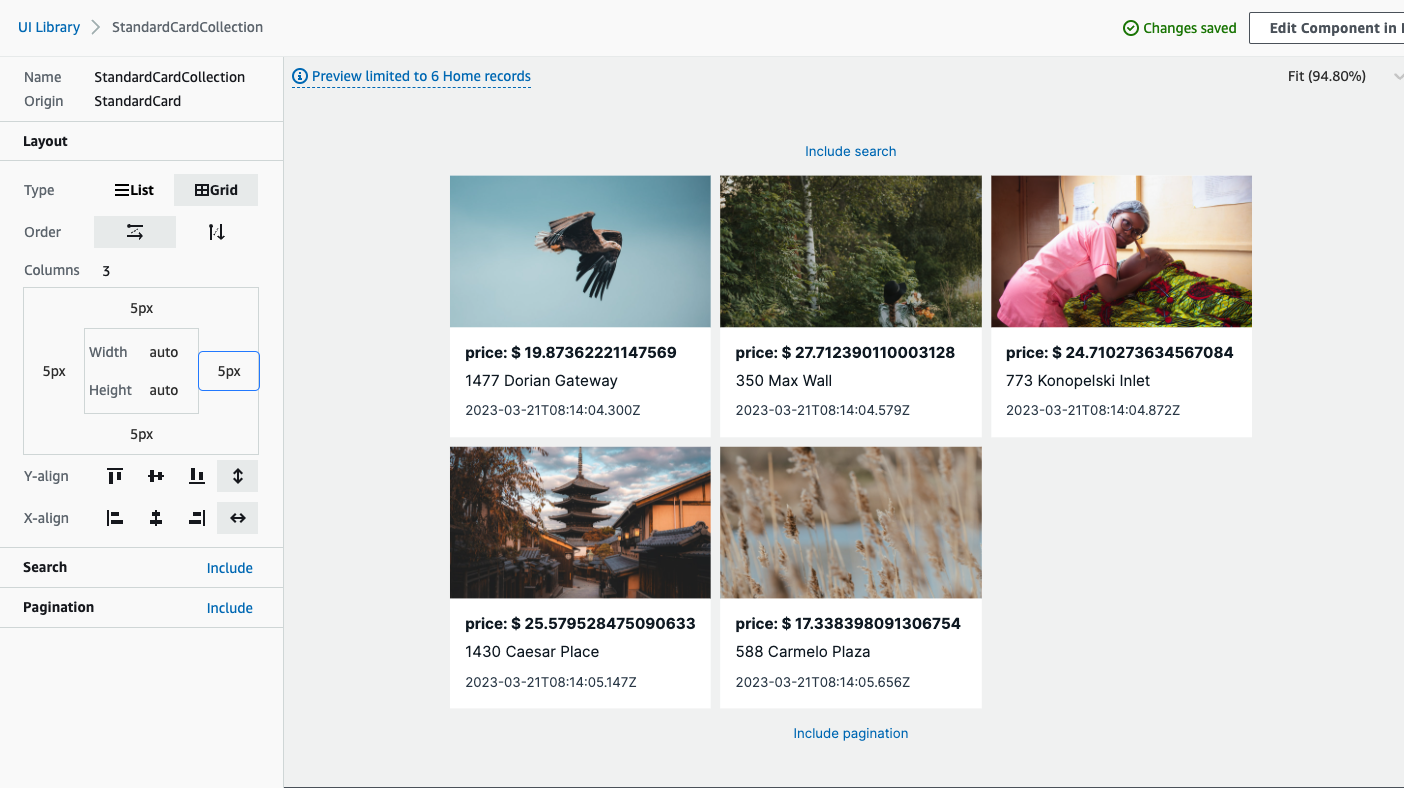 UI Library
StandardCardCollection
Changes saved
Edit Component in
Name StandardCardCollection
Origin StandardCard
Preview limited to 6 Home records
Fit (94.80%)
Layout
Type List Grid
Order
Columns 3
5px
Width auto
5px
5px
Height auto
5px
Y-align
X-align
Search Include
Pagination Include
Include search
price: $ 19.87362221147569
1477 Dorian Gateway
2023-03-21T08:14:04.300Z
price: $ 27.712390110003128
350 Max Wall
2023-03-21T08:14:04.579Z
price: $ 24.710273634567084
773 Konopelski Inlet
2023-03-21T08:14:04.872Z
price: $ 25.579528475090633
1430 Caesar Place
2023-03-21T08:14:05.147Z
price: $ 17.338398091306754
588 Carmelo Plaza
2023-03-21T08:14:05.656Z
Include pagination